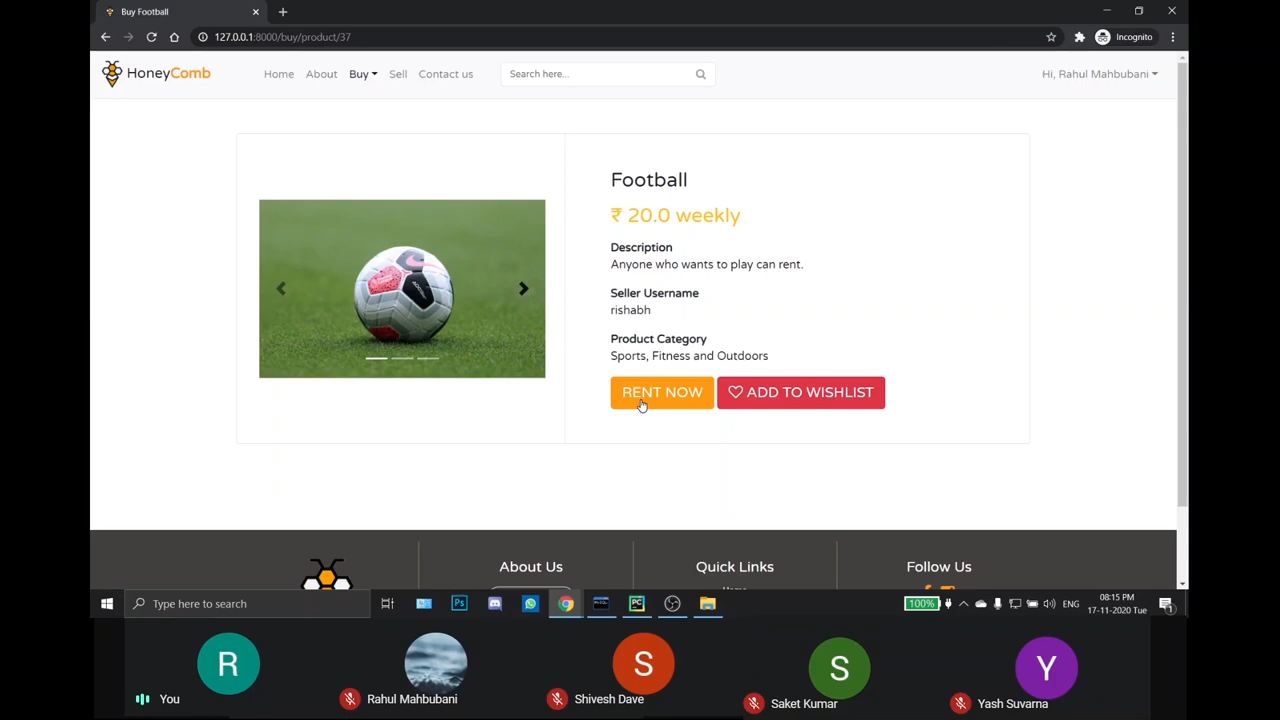 Buy Football
127.0.0.1:8000/buy/product/37
Incognito
HoneyComb
Home
About
Buy
Sell
Contact us
Search here...
Hi, Rahul Mahbubani
Football
₹ 20.0 weekly
Description
Anyone who wants to play can rent.
Seller Username
rishabh
Product Category
Sports, Fitness and Outdoors
RENT NOW
ADD TO WISHLIST
About Us
Quick Links
Follow Us
Type here to search
Ps
PC
100%
ENG
08:15 PM
17-11-2020 Tue
1
R
S
S
Y
You
Rahul Mahbubani
Shivesh Dave
Saket Kumar
Yash Suvarna